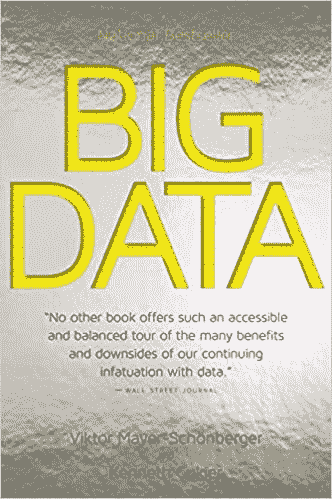 National Bestseller
BIG
DATA
"No other book offers such an accessible
and balanced tour of the many benefits
and downsides of our continuing
infatuation with data."
— WALL STREET JOURNAL
Viktor Mayer-Schönberger
Kenneth Cukier